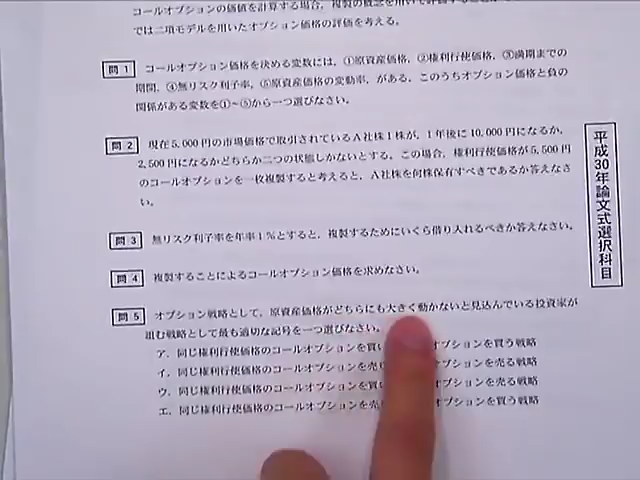 コールオプションの価値を計算する場合，複製の概念を用いて評価すること
では二項モデルを用いたオプション価格の評価を考える。
問1 コールオプション価格を決める変数には，①原資産価格，②権利行使価格，③満期までの
期間，④無リスク利子率，⑤原資産価格の変動率，がある。このうちオプション価格と負の
関係がある変数を①～⑤から一つ選びなさい。
問2 現在5,000円の市場価格で取引されているA社株1株が，1年後に10,000円になるか，
2,500円になるかどちらか二つの状態しかないとする。この場合，権利行使価格が5,500円
のコールオプションを一枚複製すると考えると，A社株を何株保有すべきであるか答えなさ
い。
問3 無リスク利子率を年率1％とすると，複製するためにいくら借り入れるべきか答えなさい。
問4 複製することによるコールオプション価格を求めなさい。
問5 オプション戦略として，原資産価格がどちらにも大きく動かないと見込んでいる投資家が
組む戦略として最も適切な記号を一つ選びなさい。
ア．同じ権利行使価格のコールオプションを買い オプションを買う戦略
イ．同じ権利行使価格のコールオプションを売り オプションを売る戦略
ウ．同じ権利行使価格のコールオプションを買い オプションを売る戦略
エ．同じ権利行使価格のコールオプションを売 オプションを買う戦略
平成30年論文式選択科目